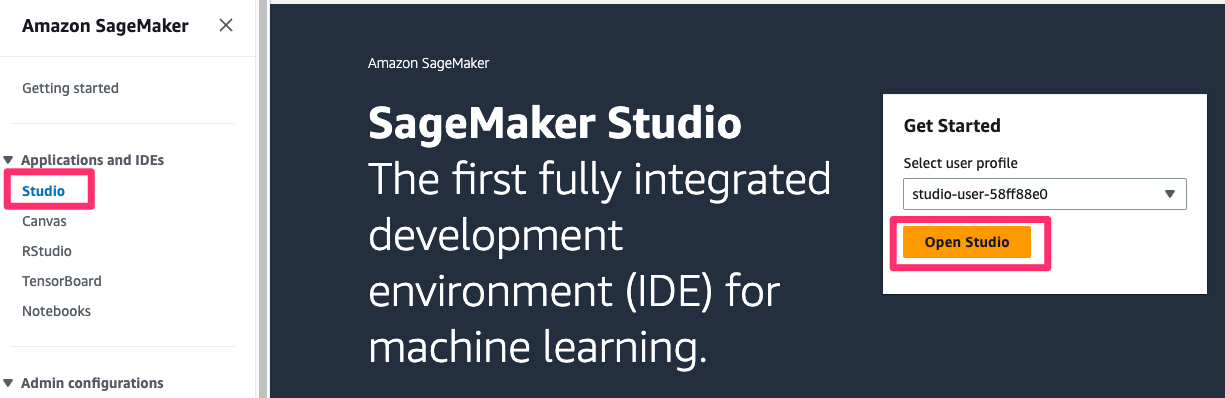 Amazon SageMaker
Getting started
Applications and IDEs
Studio
Canvas
RStudio
TensorBoard
Notebooks
Admin configurations
Amazon SageMaker
SageMaker Studio
The first fully integrated
development
environment (IDE) for
machine learning.
Get Started
Select user profile
studio-user-58ff88e0
Open Studio